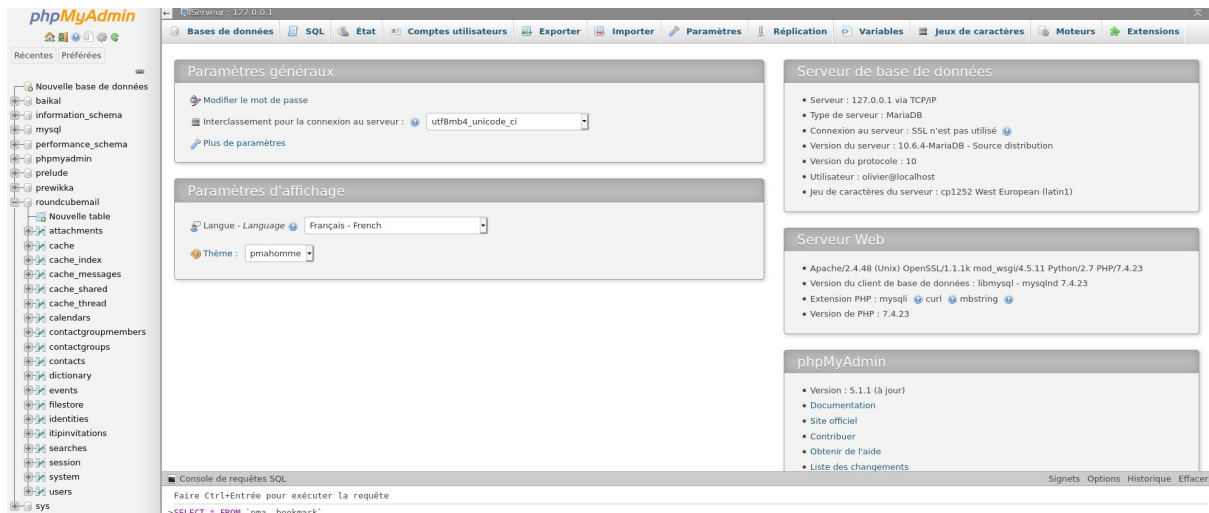 phpMyAdmin
Récentes Préférées
Nouvelle base de données
baikal
information_schema
mysql
performance_schema
phpmyadmin
prelude
prewikka
roundcubemail
Nouvelle table
attachments
cache
cache_index
cache_messages
cache_shared
cache_thread
calendars
contactgroupmembers
contactgroups
contacts
dictionary
events
filestore
identities
itipinvitations
searches
session
system
users
sys
Serveur : 127.0.0.1
Bases de données SQL État Comptes utilisateurs Exporter Importer Paramètres Réplication Variables Jeux de caractères Moteurs Extensions
Paramètres généraux
Modifier le mot de passe
Interclassement pour la connexion au serveur : utf8mb4_unicode_ci
Plus de paramètres
Paramètres d'affichage
Langue - Language Français - French
Thème : pmahomme
Serveur de base de données
Serveur : 127.0.0.1 via TCP/IP
Type de serveur : MariaDB
Connexion au serveur : SSL n'est pas utilisé
Version du serveur : 10.6.4-MariaDB - Source distribution
Version du protocole : 10
Utilisateur : olivier@localhost
Jeu de caractères du serveur : cp1252 West European (latin1)
Serveur Web
Apache/2.4.48 (Unix) OpenSSL/1.1.1k mod_wsgi/4.5.11 Python/2.7 PHP/7.4.23
Version du client de base de données : libmysql - mysqlnd 7.4.23
Extension PHP : mysqli curl mbstring
Version de PHP : 7.4.23
phpMyAdmin
Version : 5.1.1 (à jour)
Documentation
Site officiel
Contribuer
Obtenir de l'aide
Liste des changements
Console de requêtes SQL Signets Options Historique Effacer
Faire Ctrl+Entrée pour exécuter la requête
>SELECT * FROM `pma__bookmark`